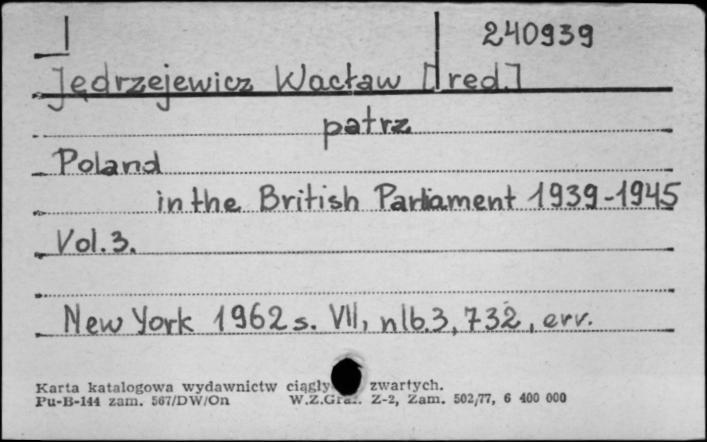 240939
Jędrzejewicz Wacław [red.]
patrz
Poland
in the British Parliament 1939-1945
Vol. 3.
New York 1962 s. VII, nlb. 3, 732, err.
Karta katalogowa wydawnictw zwartych.
Pu-B-144 zam. 567/DW/On W.Z.Graf. Z-2, Zam. 502/77, 6 400 000